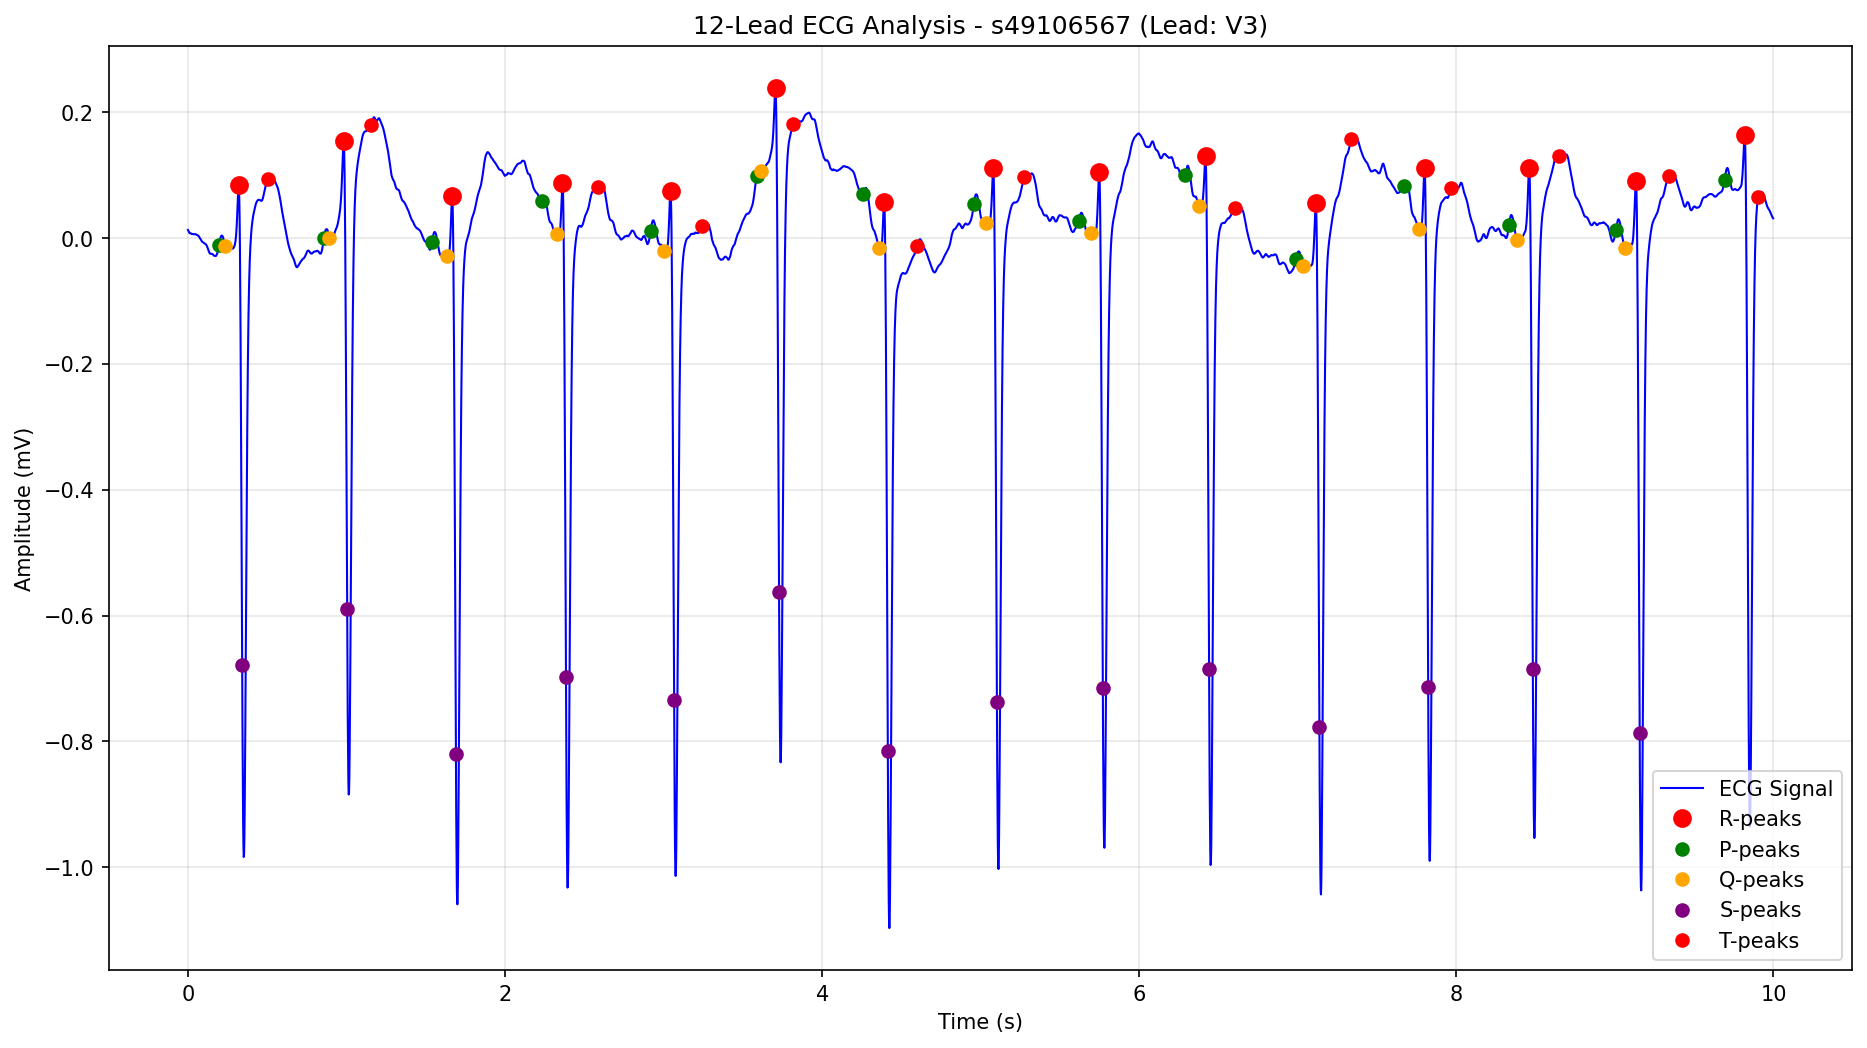 12-Lead ECG Analysis - s49106567 (Lead: V3)
Amplitude (mV)
0.2
0.0
−0.2
−0.4
−0.6
−0.8
−1.0
ECG Signal
R-peaks
P-peaks
Q-peaks
S-peaks
T-peaks
0 2 4 6 8 10
Time (s)